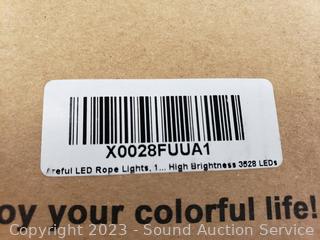 X0028FUUA1
Areful LED Rope Lights, 1... High Brightness 3528 LEDs
oy your colorful life!
Copyright 2023 - Sound Auction Service